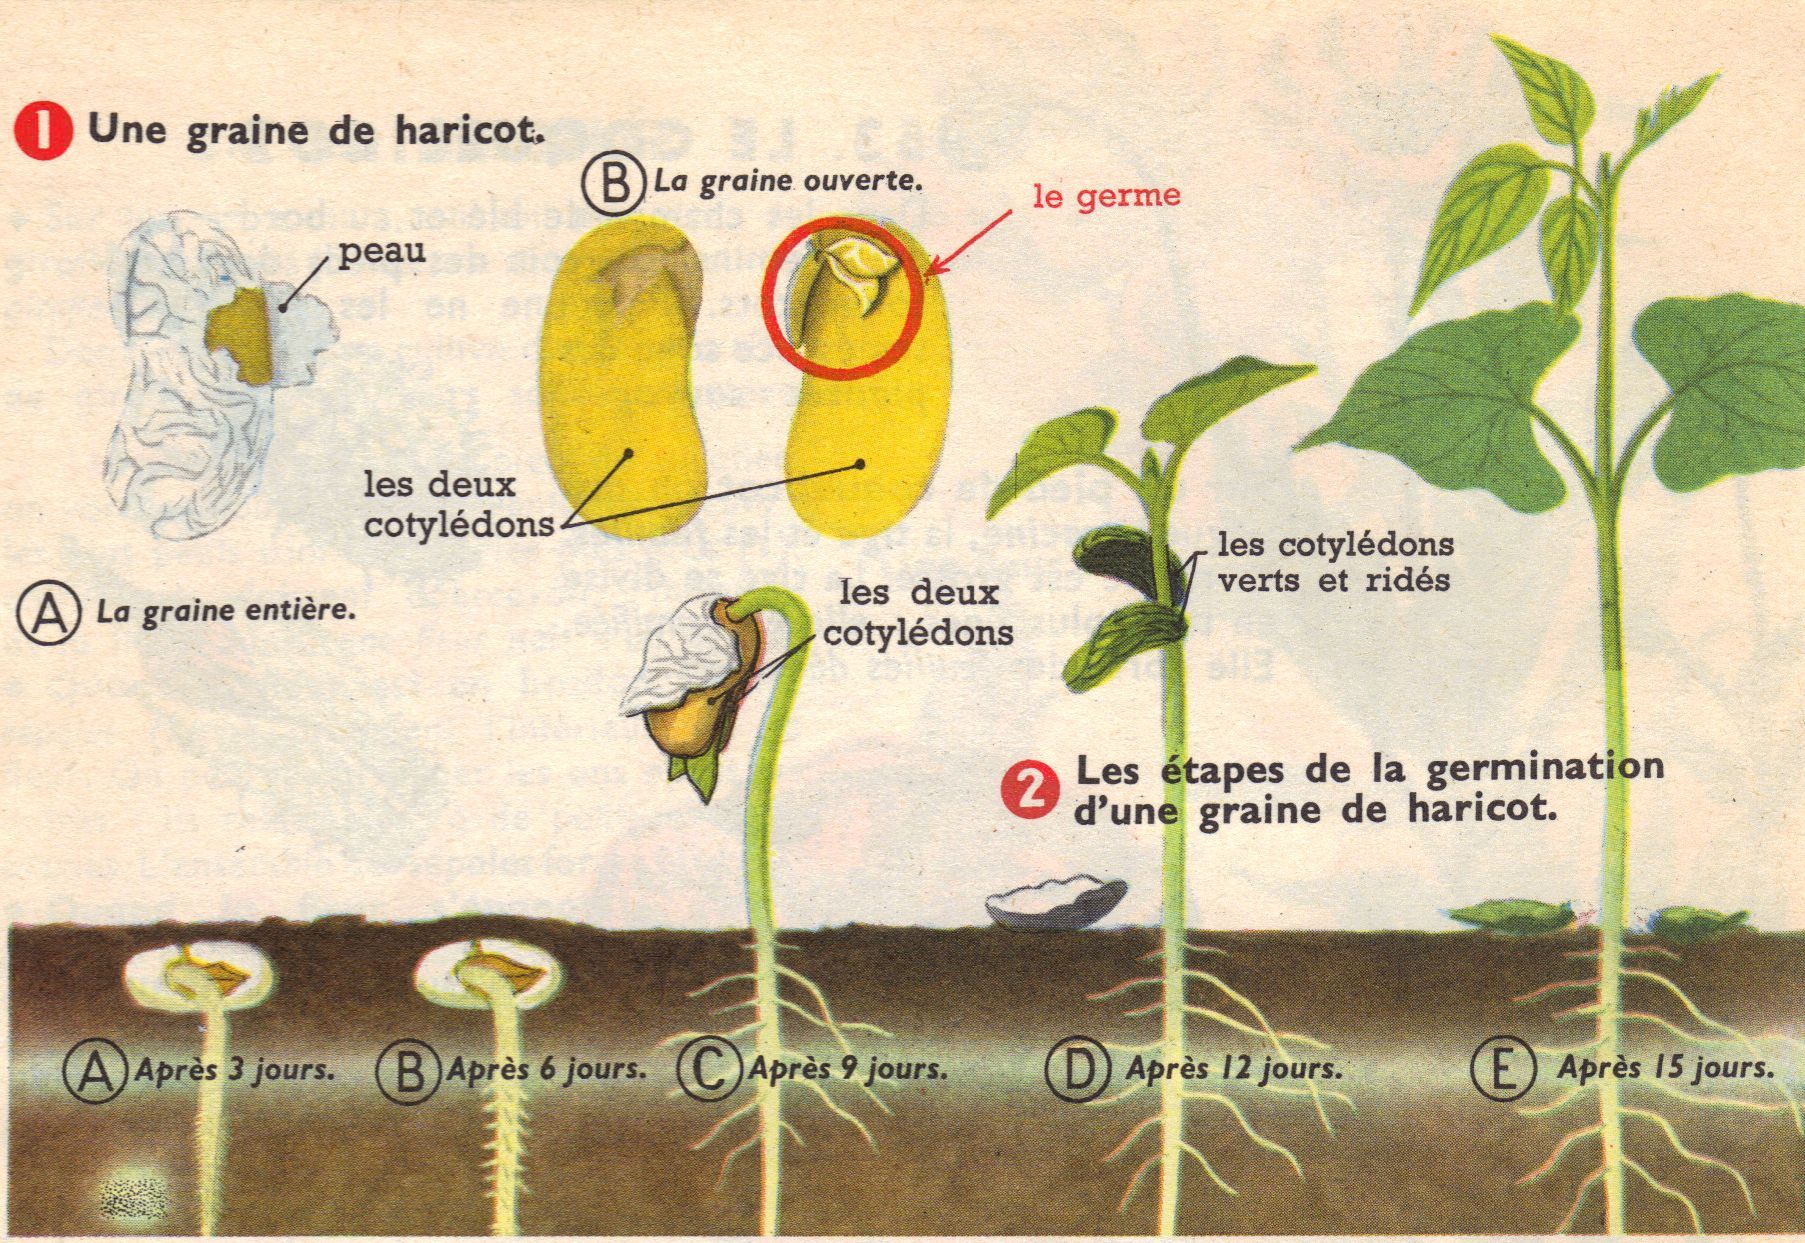 1 Une graine de haricot.
B La graine ouverte.
le germe
peau
les deux
cotylédons
A La graine entière.
les deux
cotylédons
les cotylédons
verts et ridés
2 Les étapes de la germination
d'une graine de haricot.
A Après 3 jours.
B Après 6 jours.
C Après 9 jours.
D Après 12 jours.
E Après 15 jours.